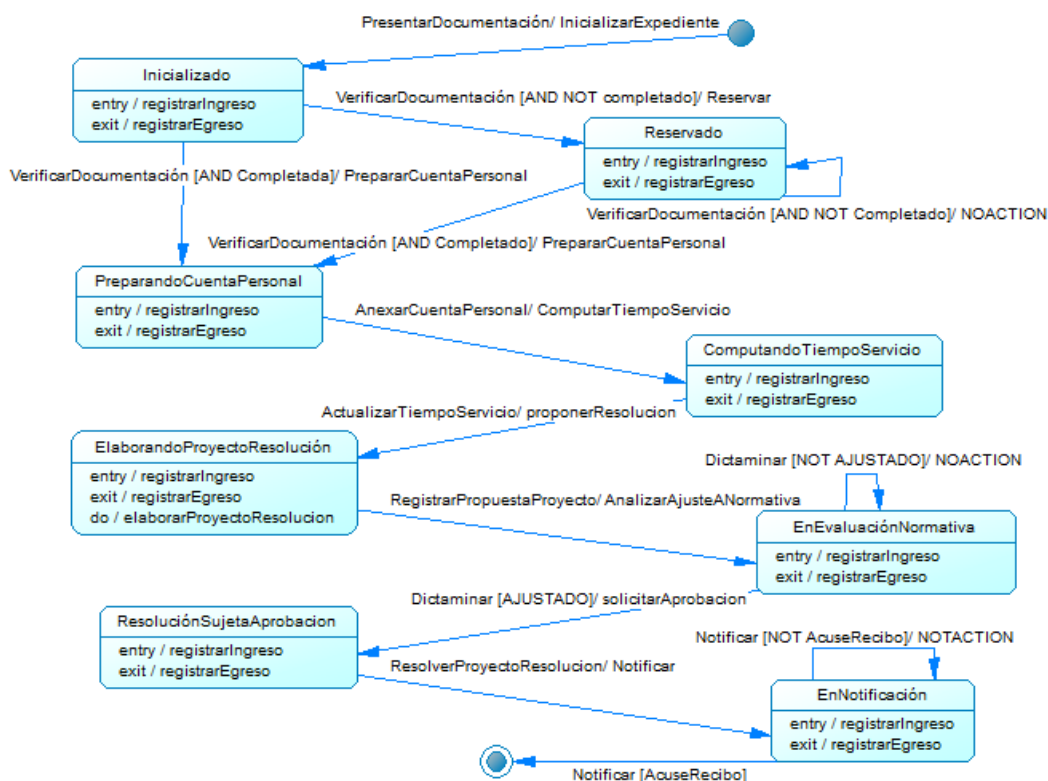 PresentarDocumentación/ InicializarExpediente
Inicializado
entry / registrarIngreso
exit / registrarEgreso
VerificarDocumentación [AND NOT completado]/ Reservar
Reservado
entry / registrarIngreso
exit / registrarEgreso
VerificarDocumentación [AND Completada]/ PrepararCuentaPersonal
VerificarDocumentación [AND NOT Completado]/ NOACTION
VerificarDocumentación [AND Completado]/ PrepararCuentaPersonal
PreparandoCuentaPersonal
entry / registrarIngreso
exit / registrarEgreso
AnexarCuentaPersonal/ ComputarTiempoServicio
ComputandoTiempoServicio
entry / registrarIngreso
exit / registrarEgreso
ActualizarTiempoServicio/ proponerResolucion
ElaborandoProyectoResolución
entry / registrarIngreso
exit / registrarEgreso
do / elaborarProyectoResolucion
Dictaminar [NOT AJUSTADO]/ NOACTION
RegistrarPropuestaProyecto/ AnalizarAjusteANormativa
EnEvaluaciónNormativa
entry / registrarIngreso
exit / registrarEgreso
Dictaminar [AJUSTADO]/ solicitarAprobacion
ResoluciónSujetaAprobacion
entry / registrarIngreso
exit / registrarEgreso
Notificar [NOT AcuseRecibo]/ NOTACTION
ResolverProyectoResolucion/ Notificar
EnNotificación
entry / registrarIngreso
exit / registrarEgreso
Notificar [AcuseRecibo]